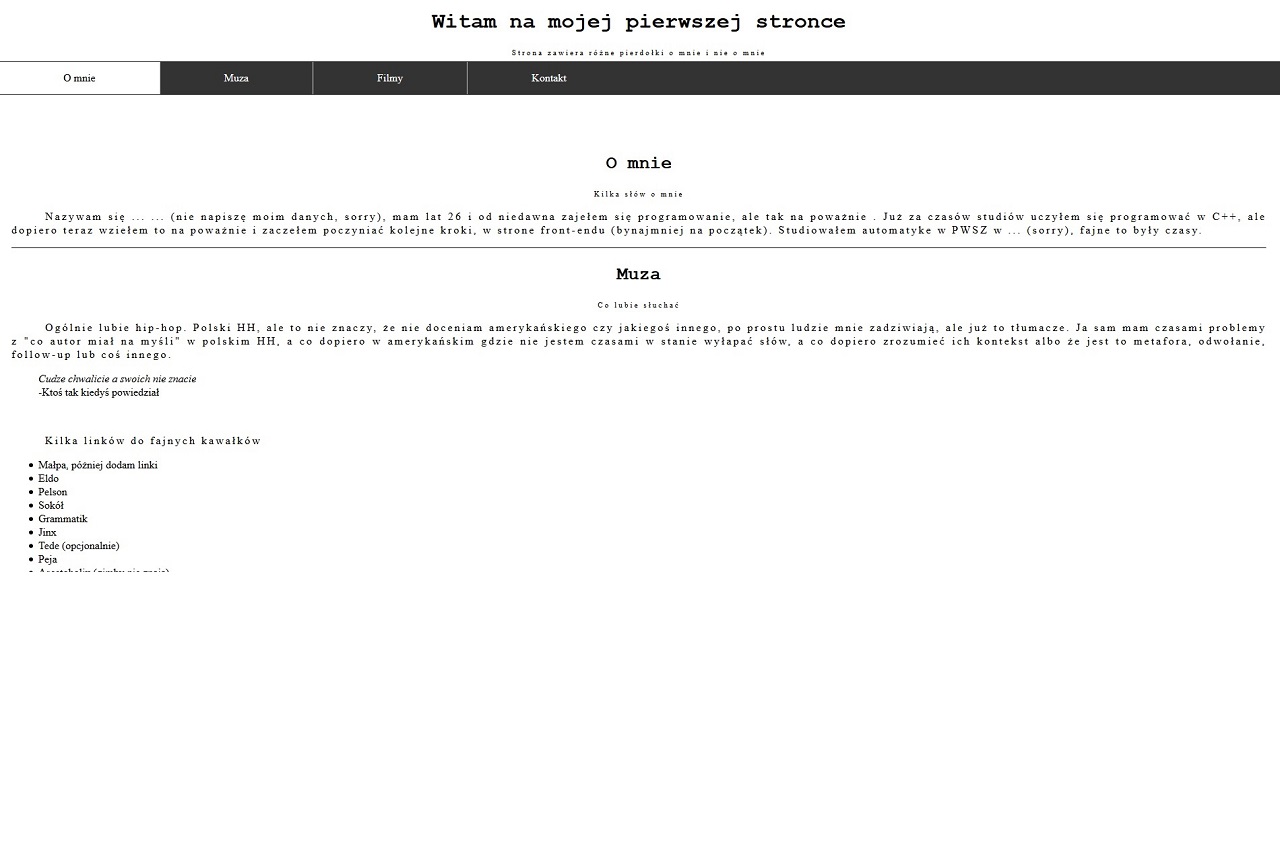 Witam na mojej pierwszej stronce
Strona zawiera różne pierdołki o mnie i nie o mnie
O mnie
Muza
Filmy
Kontakt
O mnie
Kilka słów o mnie
Nazywam się ... ... (nie napiszę moim danych, sorry), mam lat 26 i od niedawna zajełem się programowanie, ale tak na poważnie . Już za czasów studiów uczyłem się programować w C++, ale
dopiero teraz wziełem to na poważnie i zaczełem poczyniać kolejne kroki, w strone front-endu (bynajmniej na początek). Studiowałem automatyke w PWSZ w ... (sorry), fajne to były czasy.
Muza
Co lubie słuchać
Ogólnie lubie hip-hop. Polski HH, ale to nie znaczy, że nie doceniam amerykańskiego czy jakiegoś innego, po prostu ludzie mnie zadziwiają, ale już to tłumacze. Ja sam mam czasami problemy
z "co autor miał na myśli" w polskim HH, a co dopiero w amerykańskim gdzie nie jestem czasami w stanie wyłapać słów, a co dopiero zrozumieć ich kontekst albo że jest to metafora, odwołanie,
follow-up lub coś innego.
Cudze chwalicie a swoich nie znacie
-Ktoś tak kiedyś powiedział
Kilka linków do fajnych kawałków
Małpa, póżniej dodam linki
Eldo
Pelson
Sokół
Grammatik
Jinx
Tede (opcjonalnie)
Peja